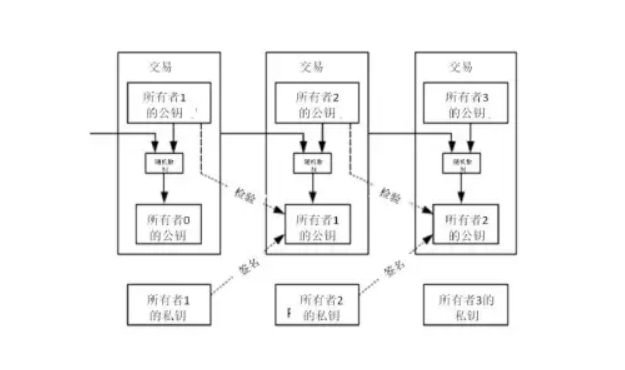 交易
所有者1
的公钥
随机散
列
所有者0
的公钥
交易
所有者2
的公钥
随机散
列
所有者1
的公钥
交易
所有者3
的公钥
随机散
列
所有者2
的公钥
检验
检验
签名
签名
所有者1
的私钥
所有者2
的私钥
所有者3的
私钥